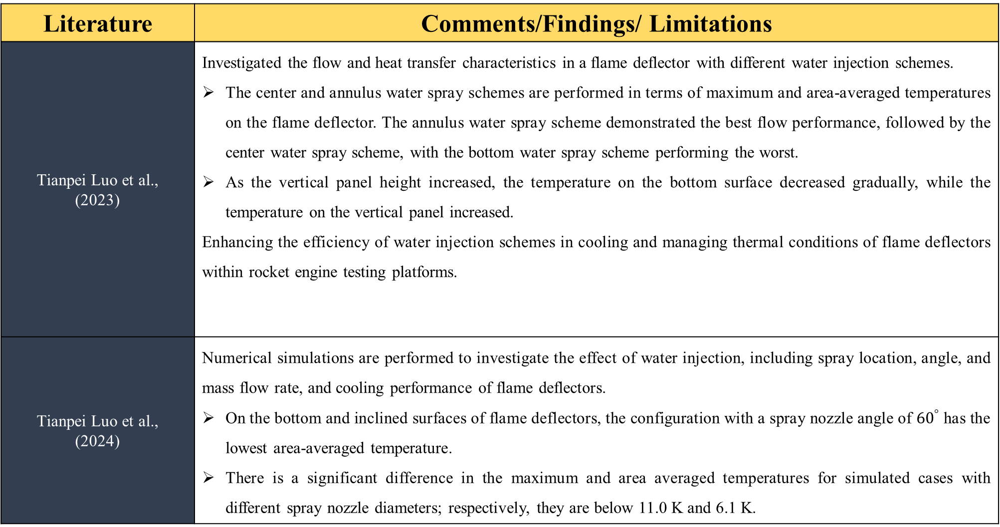 Literature
Comments/Findings/ Limitations
Tianpei Luo et al.,
(2023)
Investigated the flow and heat transfer characteristics in a flame deflector with different water injection schemes.
➢ The center and annulus water spray schemes are performed in terms of maximum and area-averaged temperatures
on the flame deflector. The annulus water spray scheme demonstrated the best flow performance, followed by the
center water spray scheme, with the bottom water spray scheme performing the worst.
➢ As the vertical panel height increased, the temperature on the bottom surface decreased gradually, while the
temperature on the vertical panel increased.
Enhancing the efficiency of water injection schemes in cooling and managing thermal conditions of flame deflectors
within rocket engine testing platforms.
Tianpei Luo et al.,
(2024)
Numerical simulations are performed to investigate the effect of water injection, including spray location, angle, and
mass flow rate, and cooling performance of flame deflectors.
➢ On the bottom and inclined surfaces of flame deflectors, the configuration with a spray nozzle angle of 60° has the
lowest area-averaged temperature.
➢ There is a significant difference in the maximum and area averaged temperatures for simulated cases with
different spray nozzle diameters; respectively, they are below 11.0 K and 6.1 K.